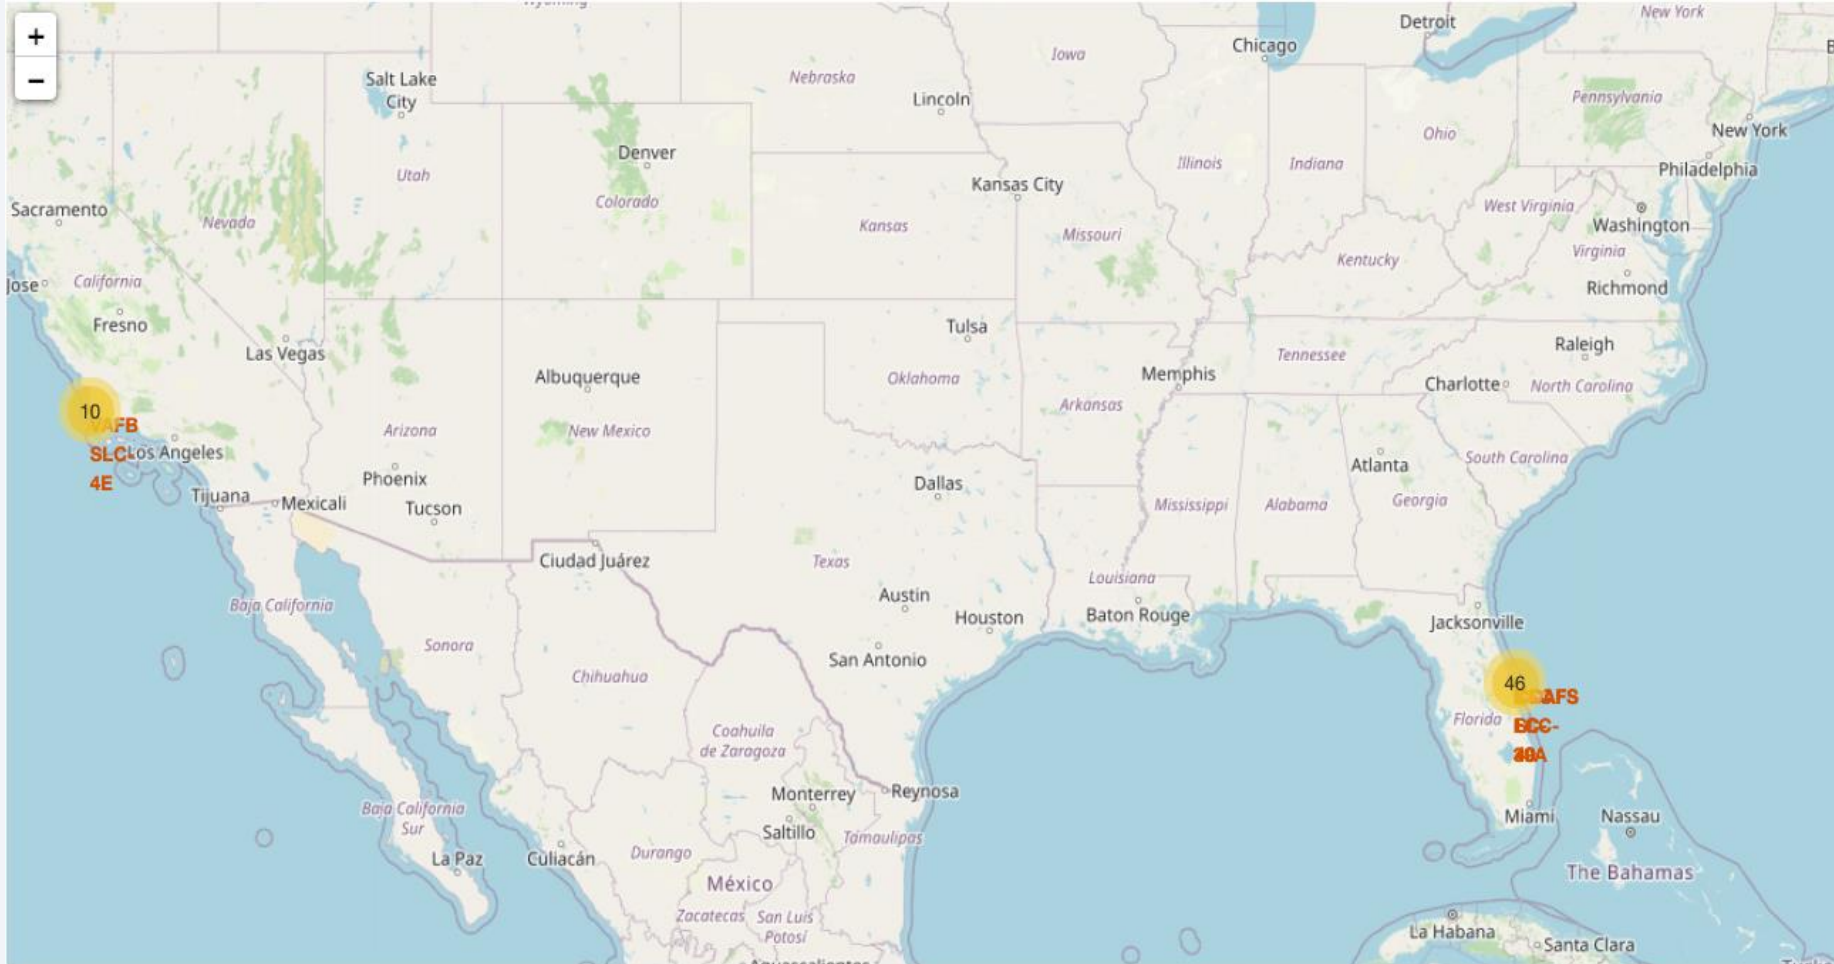 +
−
Wyoming
Detroit
New York
Chicago
Iowa
Salt Lake
City
Nebraska
Lincoln
Pennsylvania
New York
Ohio
Denver
Utah
Illinois
Indiana
Philadelphia
Kansas City
Colorado
Sacramento
Nevada
West Virginia
Washington
Kansas
Missouri
Virginia
Kentucky
Jose
California
Richmond
Fresno
Las Vegas
Tulsa
Raleigh
Tennessee
Albuquerque
Oklahoma
Memphis
Charlotte
North Carolina
10
VAFB
SLC-
4E
Los Angeles
Arizona
New Mexico
Arkansas
Atlanta
South Carolina
Phoenix
Dallas
Tijuana
Mexicali
Tucson
Mississippi
Alabama
Georgia
Ciudad Juárez
Texas
Louisiana
Baja California
Austin
Houston
Baton Rouge
Jacksonville
Sonora
San Antonio
Chihuahua
46
Florida
Coahuila
de Zaragoza
Monterrey
Reynosa
Baja California
Sur
Saltillo
Tamaulipas
Miami
Nassau
La Paz
Culiacán
Durango
México
The Bahamas
Zacatecas
San Luis
Potosí
La Habana
Santa Clara
Aguascalientes